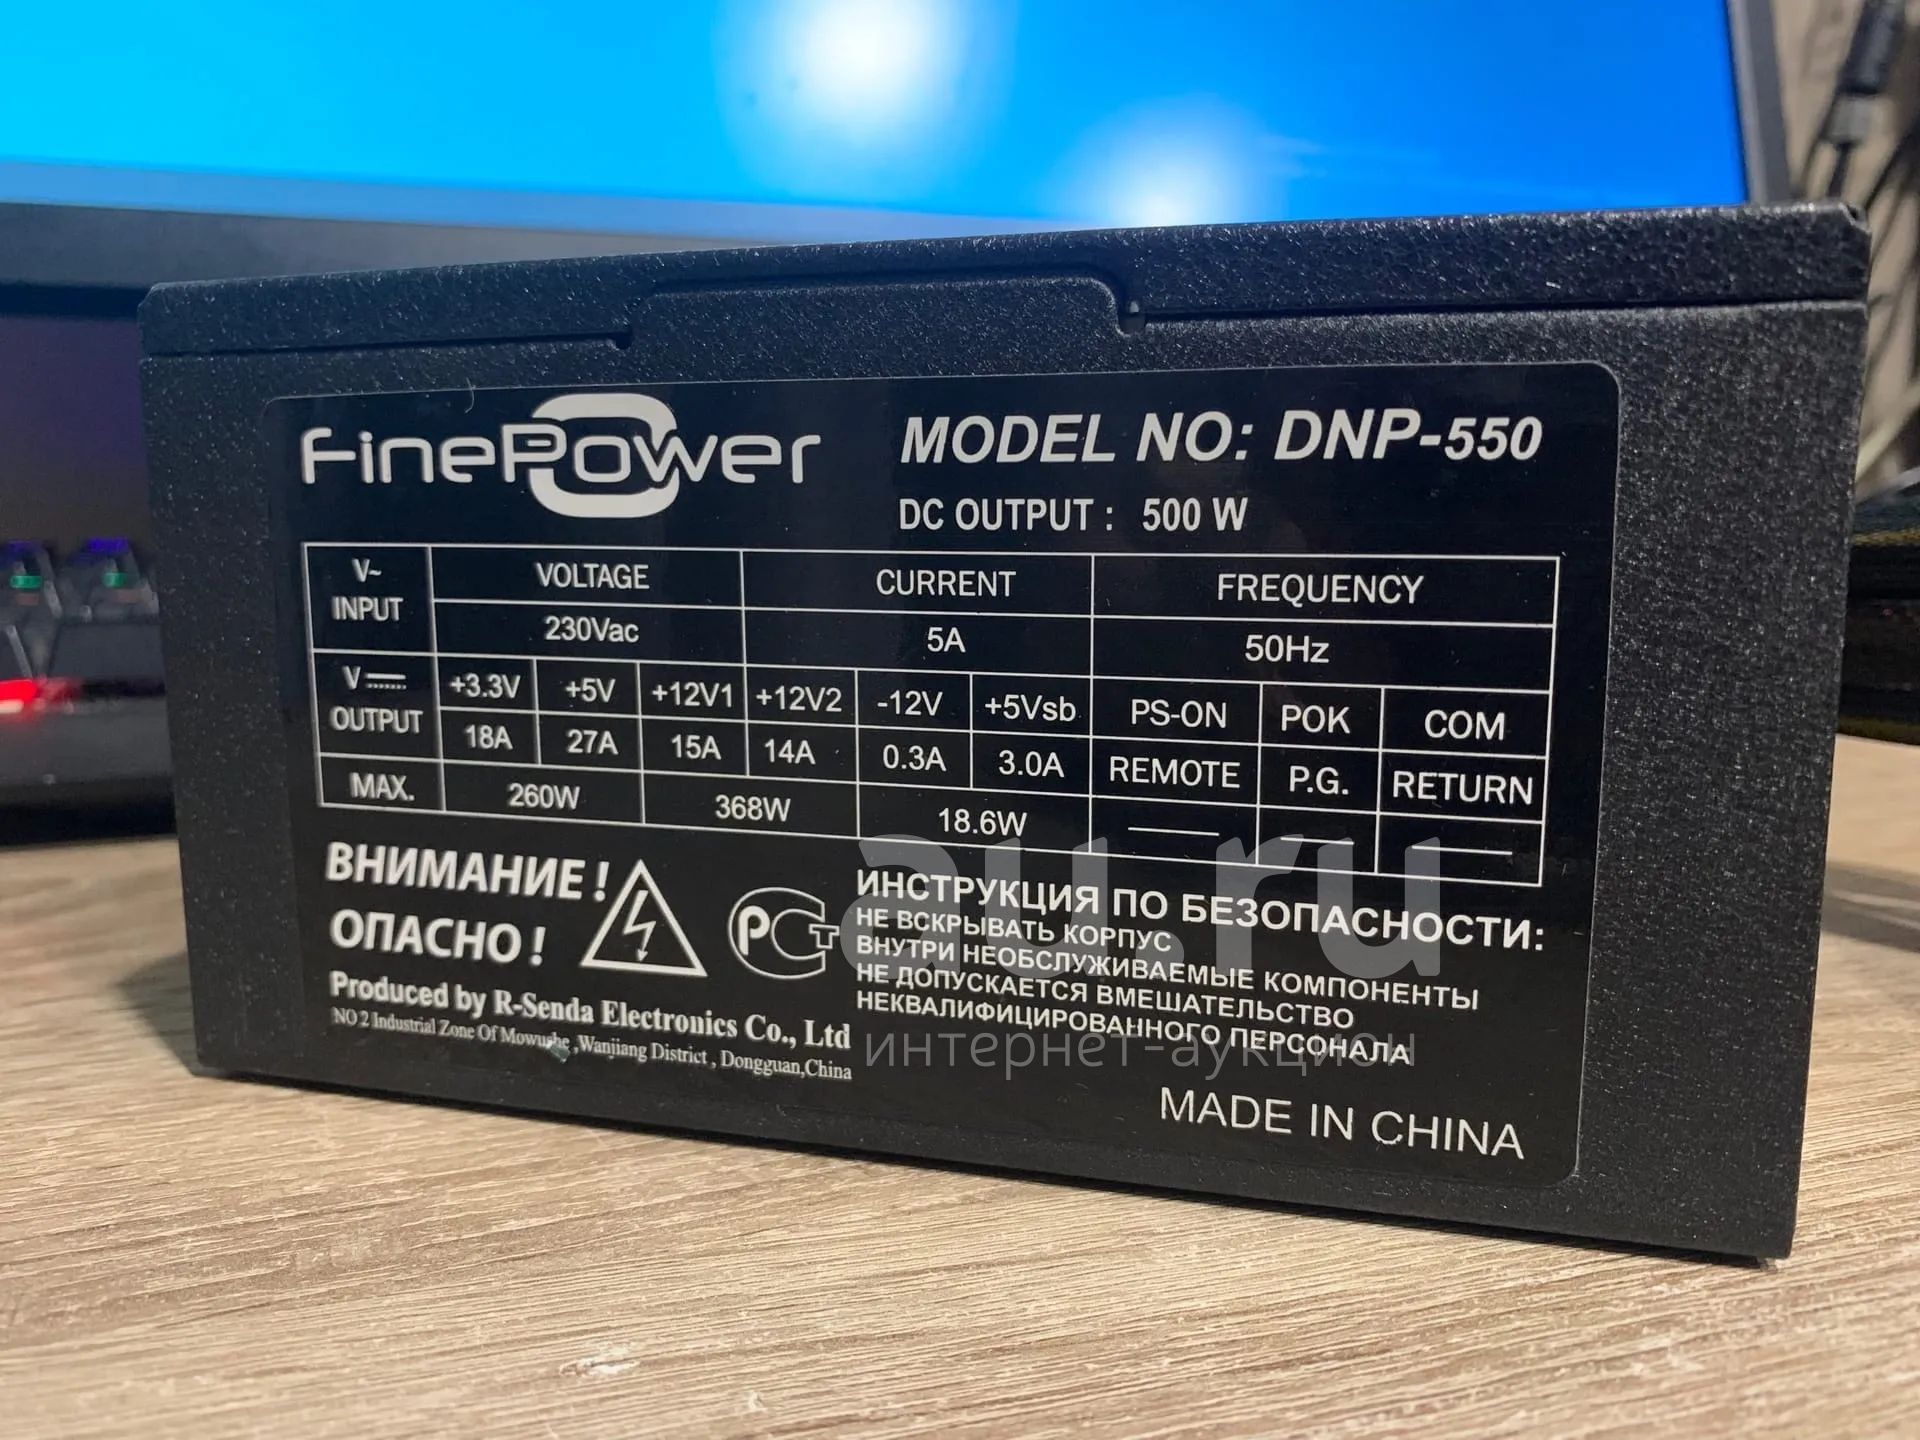 FinePower
MODEL NO: DNP-550
DC OUTPUT : 500 W
V~ INPUT VOLTAGE CURRENT FREQUENCY
230Vac 5A 50Hz
V OUTPUT +3.3V +5V +12V1 +12V2 -12V +5Vsb PS-ON POK COM
18A 27A 15A 14A 0.3A 3.0A REMOTE P.G. RETURN
MAX. 260W 368W 18.6W
ВНИМАНИЕ !
ОПАСНО !
РСТ
Produced by R-Senda Electronics Co., Ltd
NO 2 Industrial Zone Of Mowushe ,Wanjiang District , Dongguan,China
ИНСТРУКЦИЯ ПО БЕЗОПАСНОСТИ:
НЕ ВСКРЫВАТЬ КОРПУС
ВНУТРИ НЕОБСЛУЖИВАЕМЫЕ КОМПОНЕНТЫ
НЕ ДОПУСКАЕТСЯ ВМЕШАТЕЛЬСТВО
НЕКВАЛИФИЦИРОВАННОГО ПЕРСОНАЛА
MADE IN CHINA
au.ru
интернет-аукцион